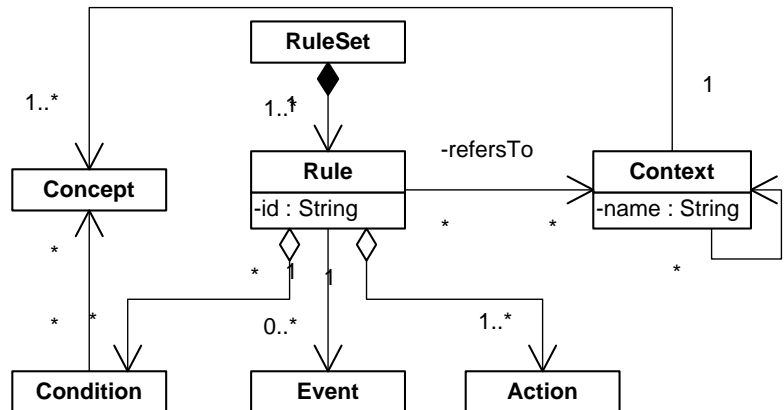 RuleSet
1
1..*
1..*
1
-refersTo
Rule
Context
Concept
-id : String
-name : String
*
*
*
*
*
1
1
*
*
0..*
1..*
Condition
Event
Action